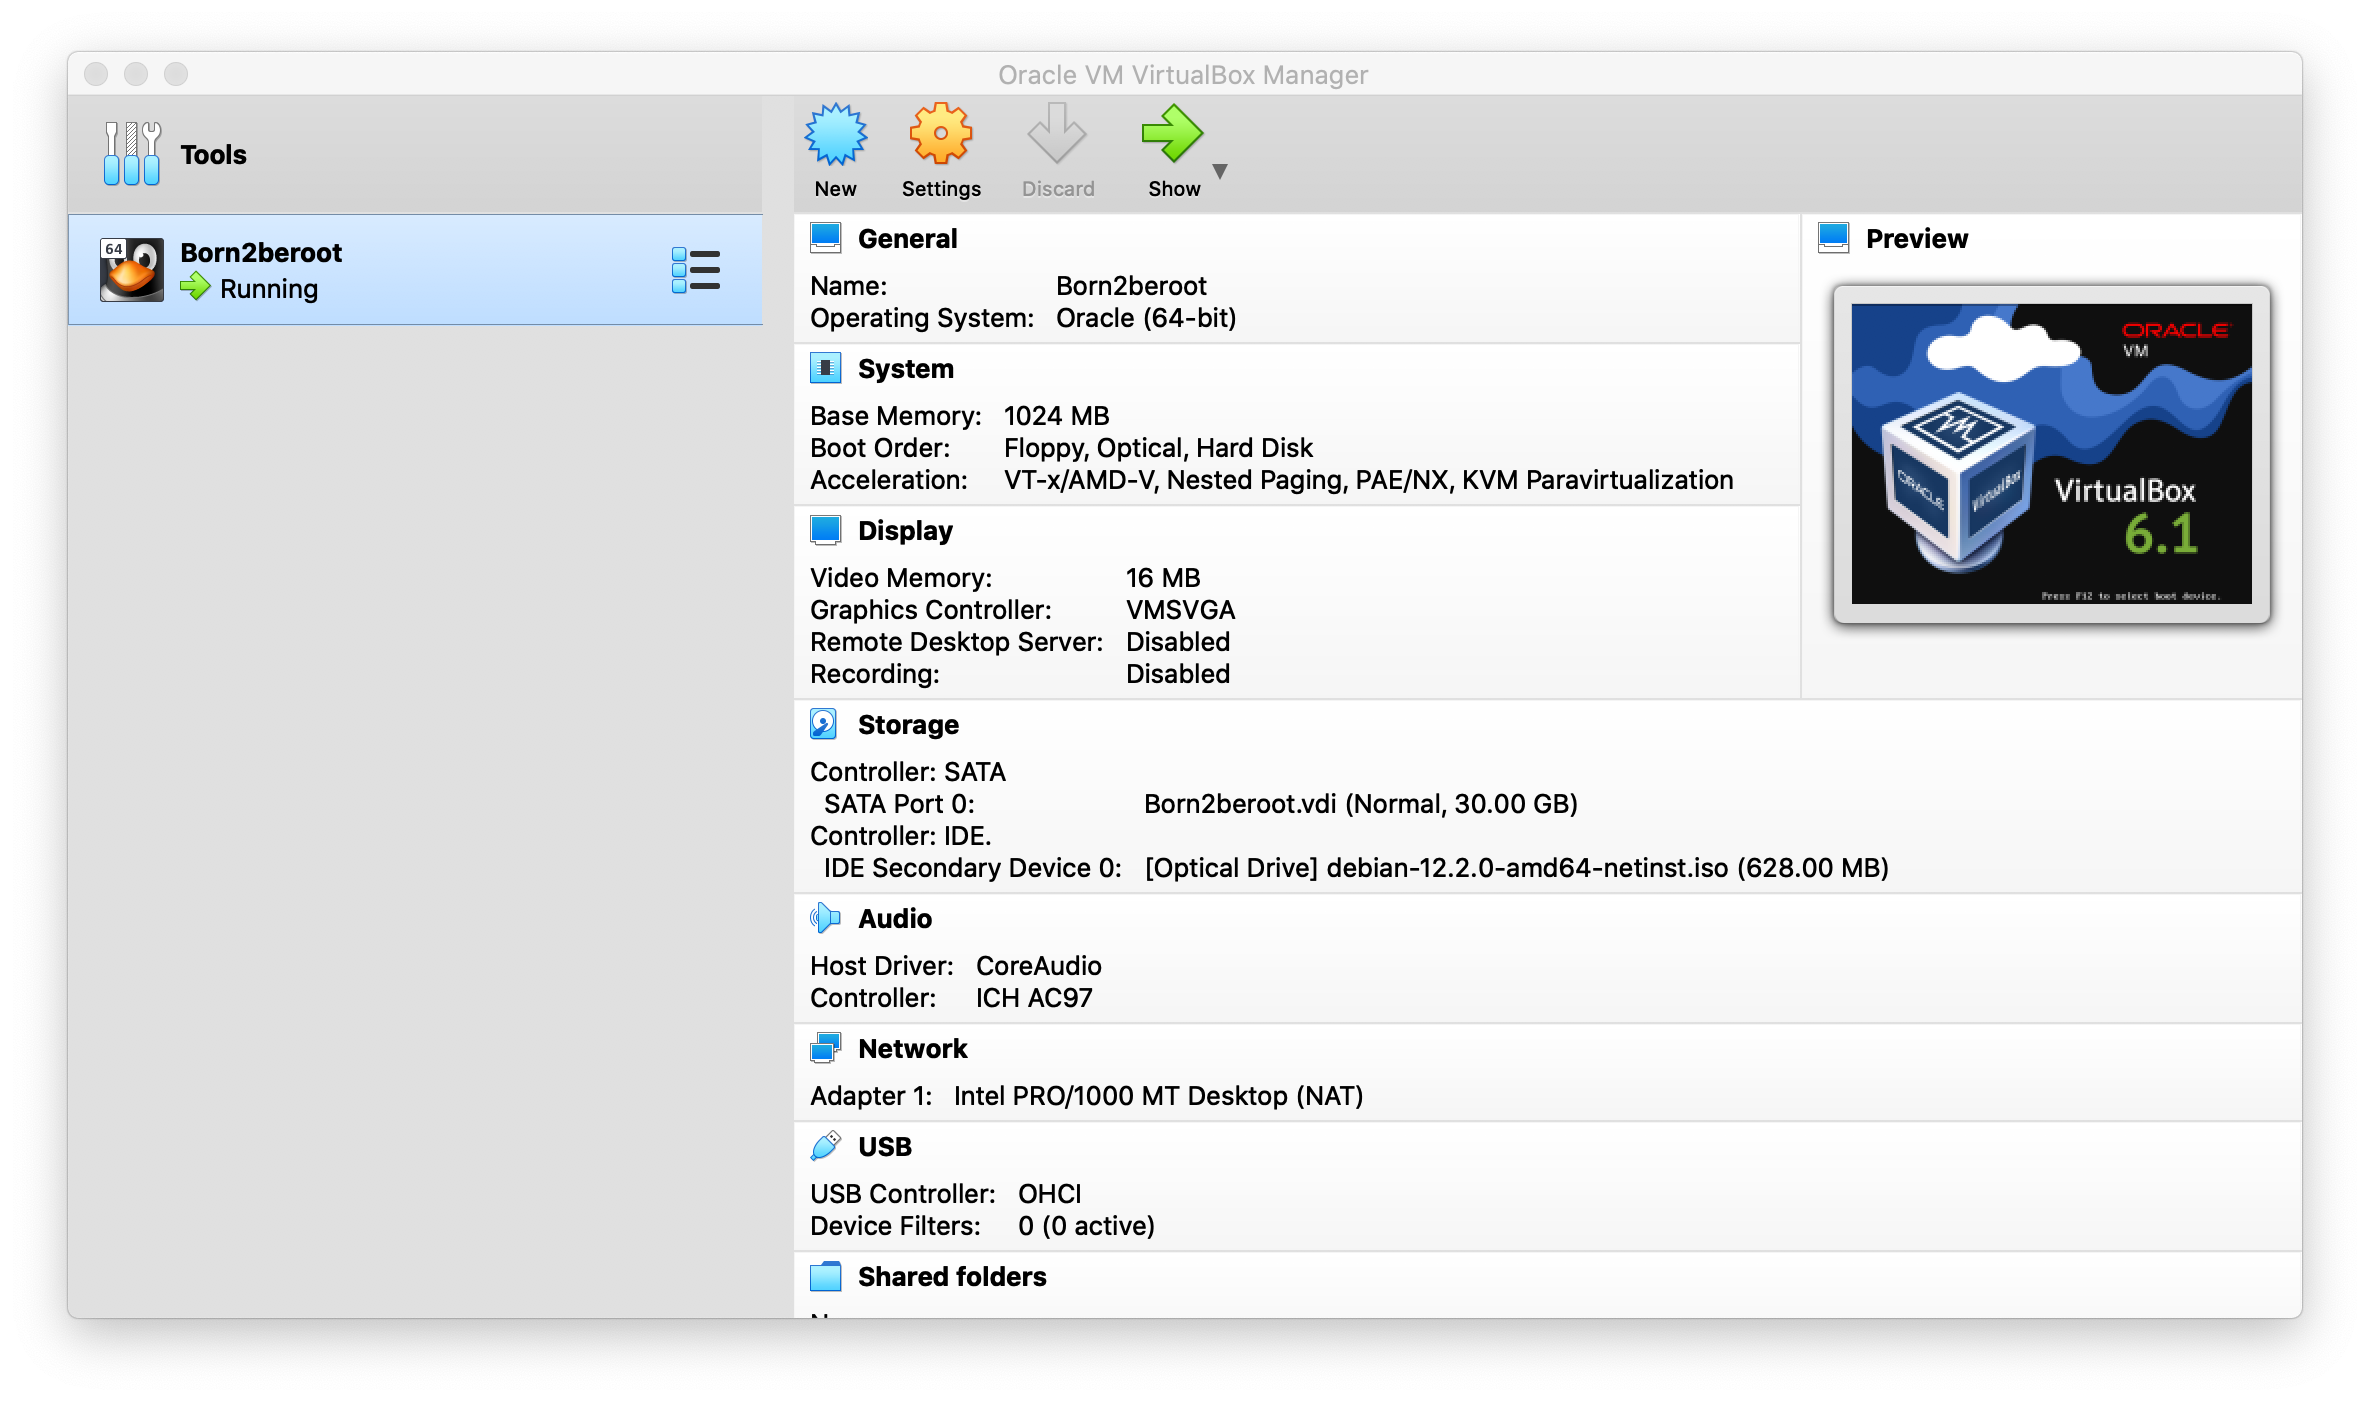 Oracle VM VirtualBox Manager
Tools
New
Settings
Discard
Show
64
Born2beroot
Running
General
Name: Born2beroot
Operating System: Oracle (64-bit)
Preview
ORACLE
VM
ORACLE
VirtualBox
VirtualBox
6.1
Press F12 to select boot device.
System
Base Memory: 1024 MB
Boot Order: Floppy, Optical, Hard Disk
Acceleration: VT-x/AMD-V, Nested Paging, PAE/NX, KVM Paravirtualization
Display
Video Memory: 16 MB
Graphics Controller: VMSVGA
Remote Desktop Server: Disabled
Recording: Disabled
Storage
Controller: SATA
SATA Port 0: Born2beroot.vdi (Normal, 30.00 GB)
Controller: IDE.
IDE Secondary Device 0: [Optical Drive] debian-12.2.0-amd64-netinst.iso (628.00 MB)
Audio
Host Driver: CoreAudio
Controller: ICH AC97
Network
Adapter 1: Intel PRO/1000 MT Desktop (NAT)
USB
USB Controller: OHCI
Device Filters: 0 (0 active)
Shared folders